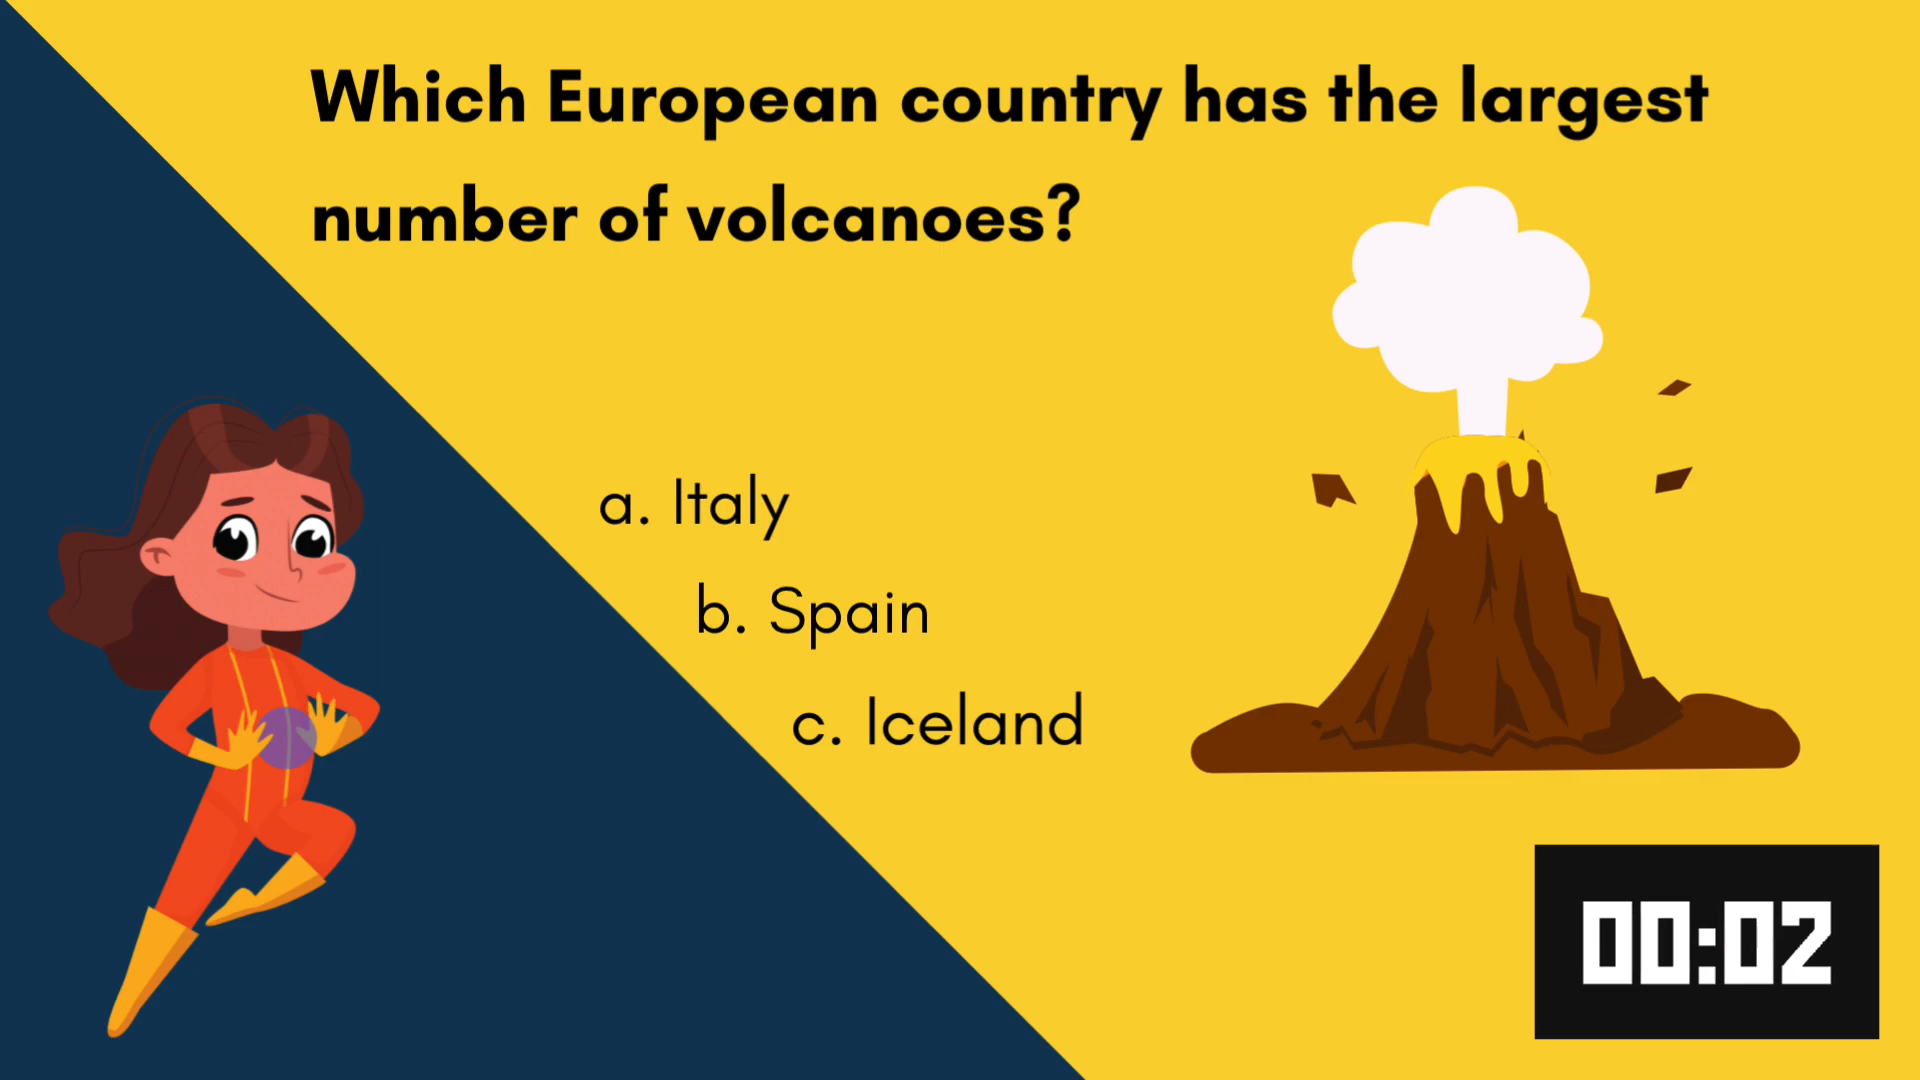 Which European country has the largest
number of volcanoes?
a. Italy
b. Spain
c. Iceland
00:02